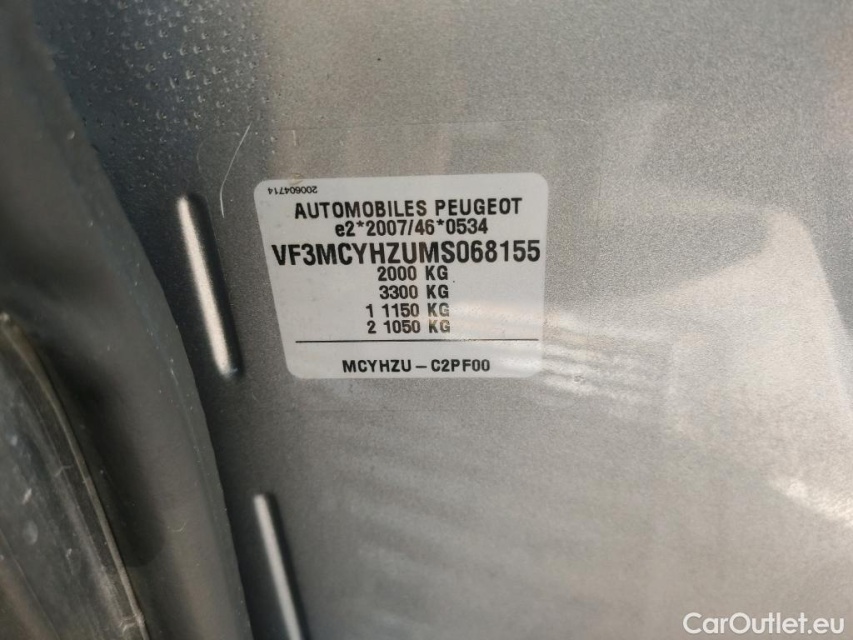 200604714
AUTOMOBILES PEUGEOT
e2*2007/46*0534
VF3MCYHZUMS068155
2000 KG
3300 KG
1 1150 KG
2 1050 KG
MCYHZU – C2PF00
CarOutlet.eu